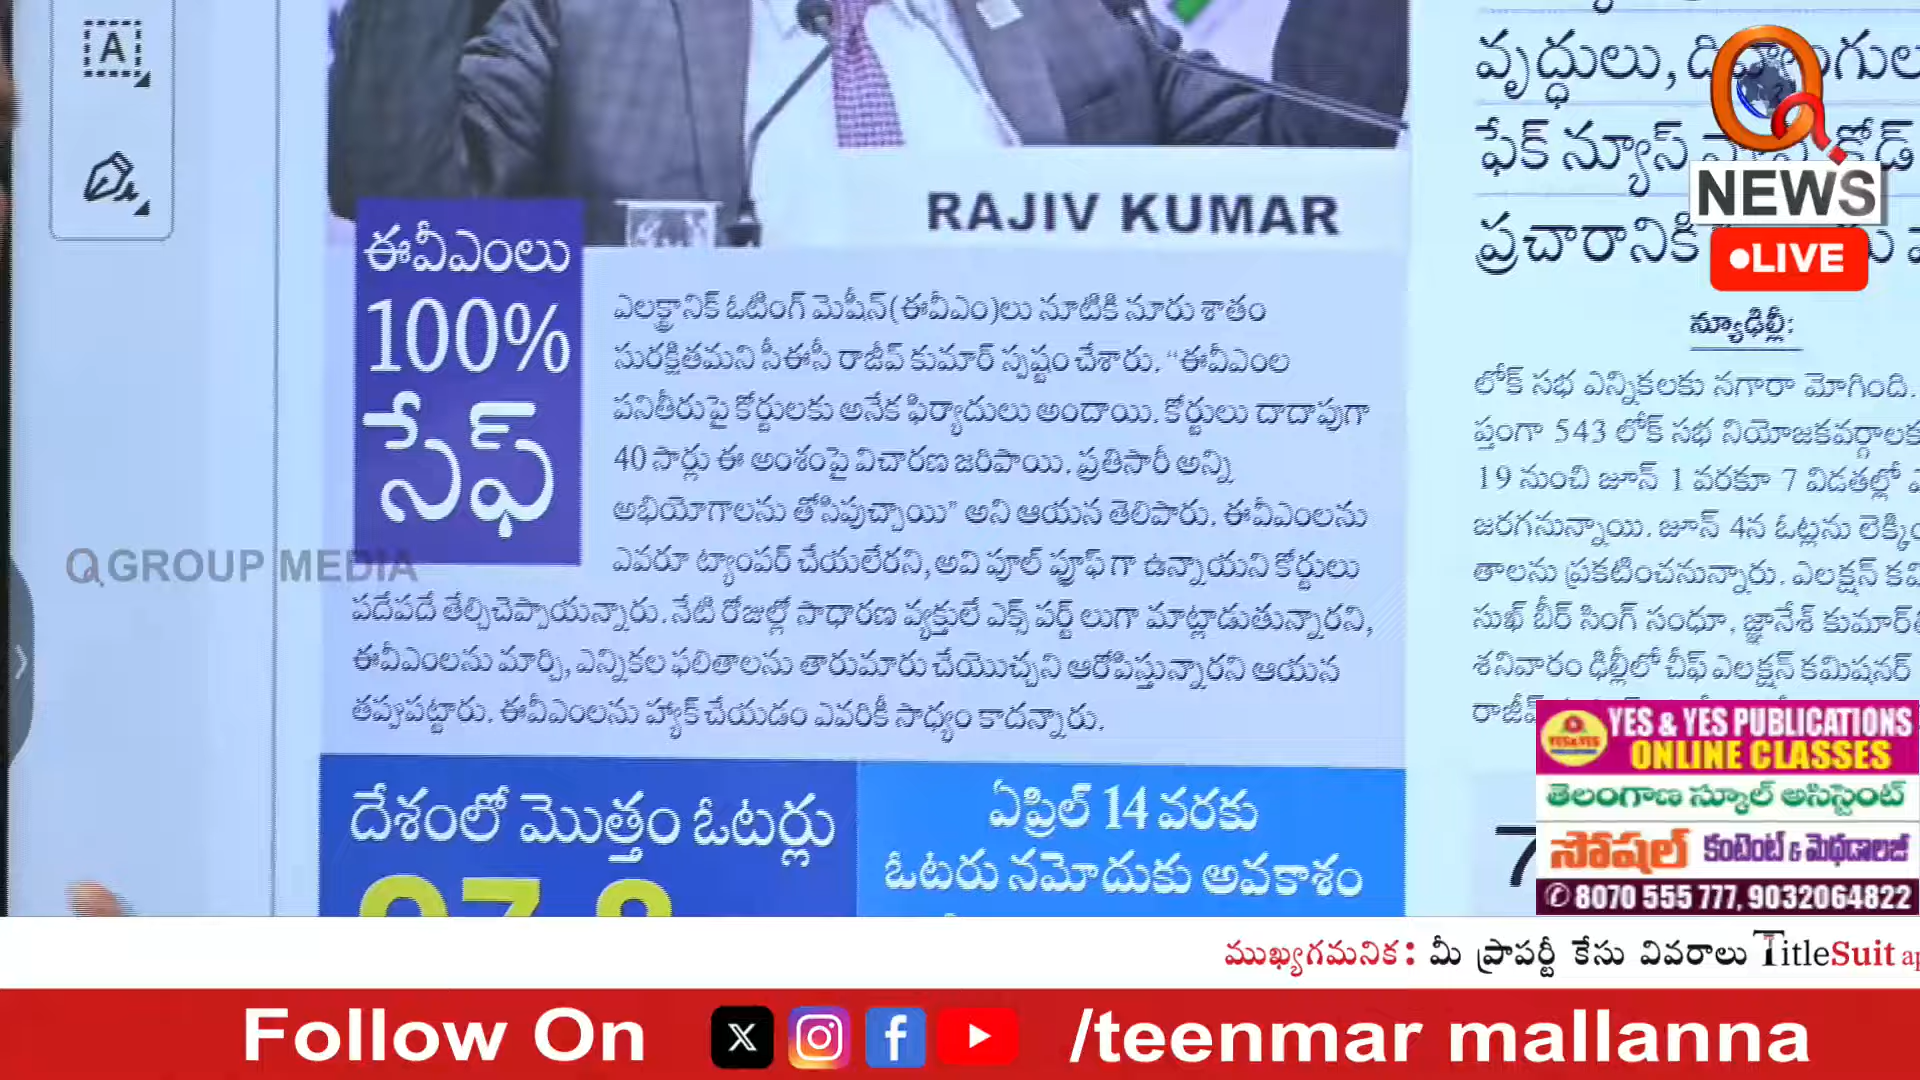 RAJIV KUMAR
ఈవీఎంలు
100%
సేఫ్
ఎలక్ట్రానిక్ ఓటింగ్ మెషీన్(ఈవీఎం)లు నూటికి నూరు శాతం
సురక్షితమని సీఈసీ రాజీవ్ కుమార్ స్పష్టం చేశారు. “ఈవీఎంల
పనితీరుపై కోర్టులకు అనేక ఫిర్యాదులు అందాయి. కోర్టులు దాదాపుగా
40 సార్లు ఈ అంశంపై విచారణ జరిపాయి. ప్రతిసారీ అన్ని
అభియోగాలను తోసిపుచ్చాయి” అని ఆయన తెలిపారు. ఈవీఎంలను
ఎవరూ ట్యాంపర్ చేయలేరని, అవి పూల్ ప్రూఫ్ గా ఉన్నాయని కోర్టులు
పదేపదే తేల్చిచెప్పాయన్నారు. నేటి రోజుల్లో సాధారణ వ్యక్తులే ఎక్స్ పర్ట్ లుగా మాట్లాడుతున్నారని,
ఈవీఎంలను మార్చి, ఎన్నికల ఫలితాలను తారుమారు చేయొచ్చని ఆరోపిస్తున్నారని ఆయన
తప్పుపట్టారు. ఈవీఎంలను హ్యాక్ చేయడం ఎవరికీ సాధ్యం కాదన్నారు.
దేశంలో మొత్తం ఓటర్లు
ఏప్రిల్ 14 వరకు
ఓటరు నమోదుకు అవకాశం
వృద్ధులు,
ఫేక్ న్యూస్
ప్రచారానికి
న్యూఢిల్లీ:
లోక్ సభ ఎన్నికలకు నగారా మోగింది.
ప్తంగా 543 లోక్ సభ నియోజకవర్గాలకు
19 నుంచి జూన్ 1 వరకూ 7 విడతల్లో
జరగనున్నాయి. జూన్ 4న ఓట్లను
తాలను ప్రకటించనున్నారు. ఎలక్షన్
సుఖ్ బీర్ సింగ్ సంధూ, జ్ఞానేశ్ కుమార్
శనివారం ఢిల్లీలో చీఫ్ ఎలక్షన్ కమిషనర్
7
Q GROUP MEDIA
Q
NEWS
LIVE
YES & YES PUBLICATIONS
ONLINE CLASSES
తెలంగాణ స్కూల్ అసిస్టెంట్
సోషల్ కంటెంట్ & మెథడాలజీ
8070 555 777, 9032064822
ముఖ్యగమనిక: మీ ప్రాపర్టీ కేసు వివరాలు TitleSuit
Follow On /teenmar mallanna